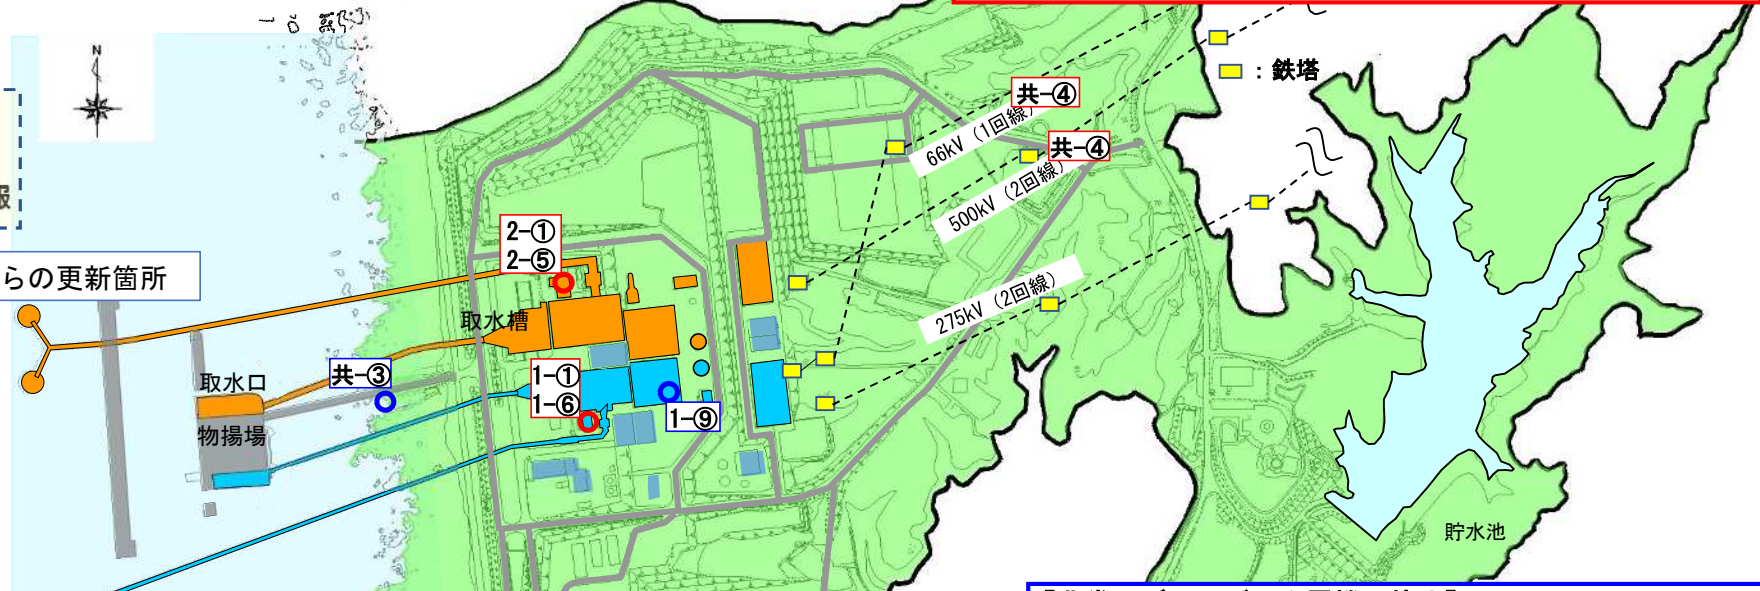 N
：鉄塔
共-④
66kV（1回線）
共-④
500kV（2回線）
275kV（2回線）
らの更新箇所
2-①
2-⑤
取水槽
取水口
共-③
物揚場
1-①
1-⑥
1-⑨
貯水池